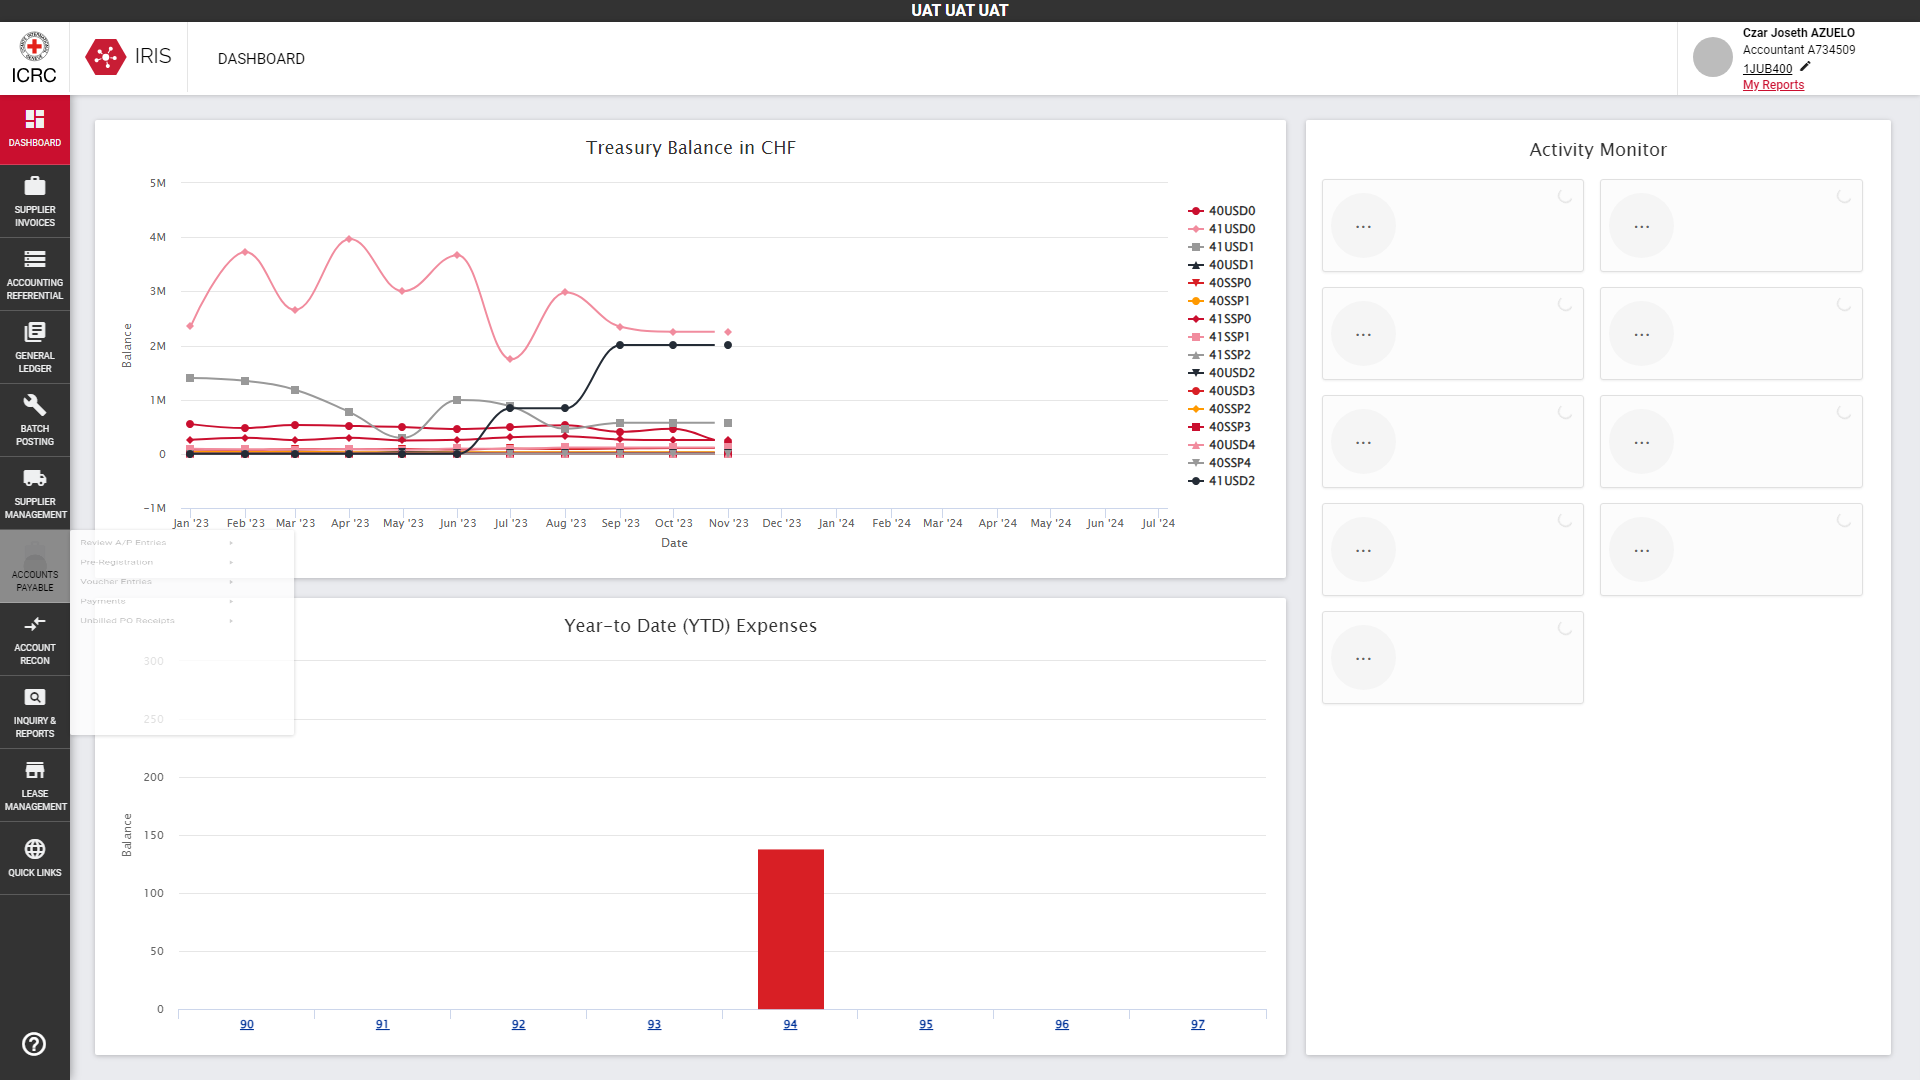 UAT UAT UAT
ICRC
IRIS
DASHBOARD
Czar Joseth AZUELO
Accountant A734509
1JUB400
My Reports
DASHBOARD
SUPPLIER
INVOICES
ACCOUNTING
REFERENTIAL
GENERAL
LEDGER
BATCH
POSTING
SUPPLIER
MANAGEMENT
ACCOUNTS
PAYABLE
ACCOUNT
RECON
INQUIRY &
REPORTS
LEASE
MANAGEMENT
QUICK LINKS
Review A/P Entries
Pre-Registration
Voucher Entries
Payments
Unbilled PO Receipts
Treasury Balance in CHF
5M
4M
3M
2M
1M
0
-1M
Balance
Jan '23 Feb '23 Mar '23 Apr '23 May '23 Jun '23 Jul '23 Aug '23 Sep '23 Oct '23 Nov '23 Dec '23 Jan '24 Feb '24 Mar '24 Apr '24 May '24 Jun '24 Jul '24
Date
40USD0
41USD0
41USD1
40USD1
40SSP0
40SSP1
41SSP0
41SSP1
41SSP2
40USD2
40USD3
40SSP2
40SSP3
40USD4
40SSP4
41USD2
Year-to Date (YTD) Expenses
300
250
200
150
100
50
0
Balance
90 91 92 93 94 95 96 97
Activity Monitor
... ...
... ...
... ...
... ...
...